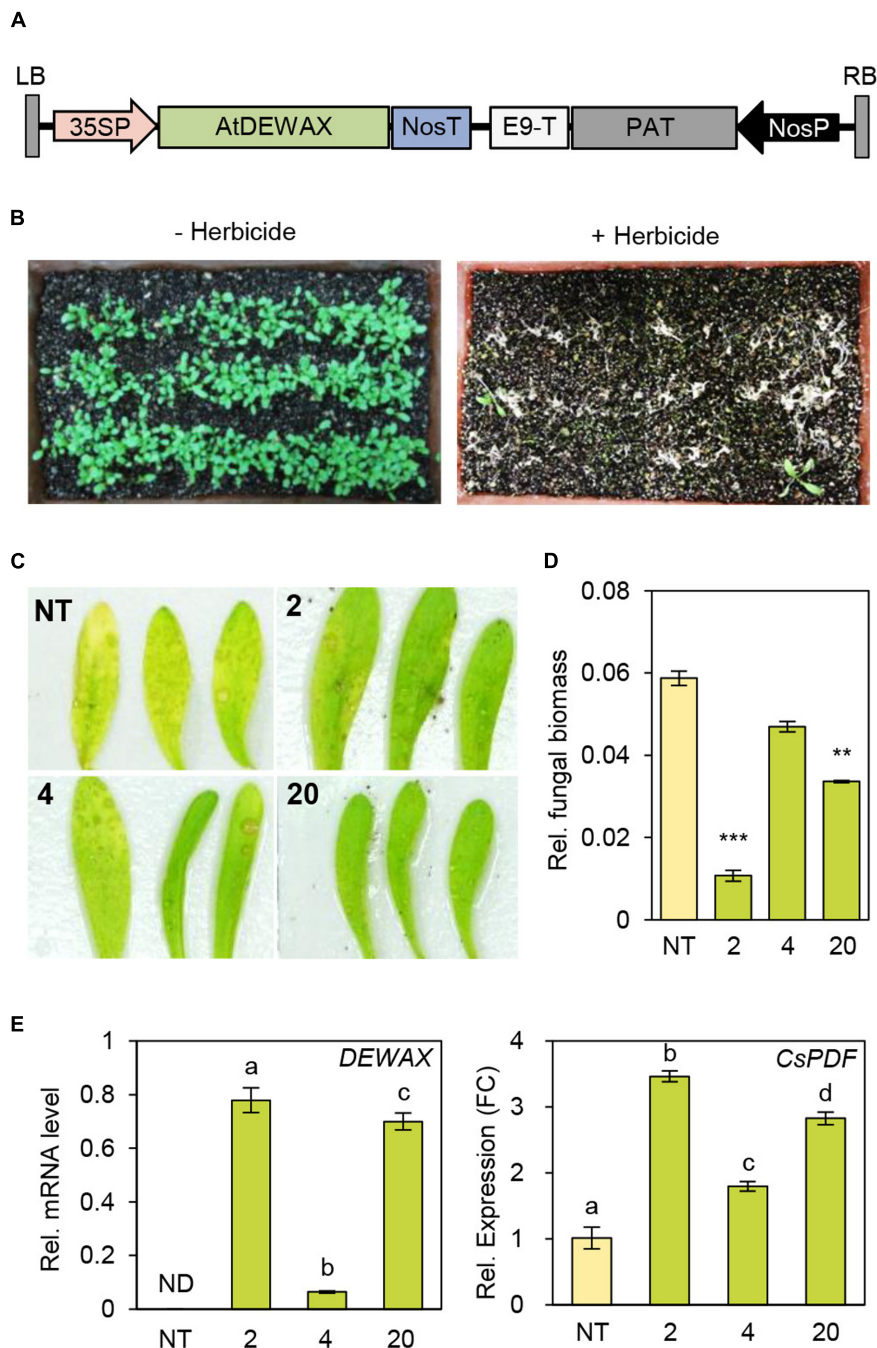 A
LB RB
35SP AtDEWAX NosT E9-T PAT NosP
B
- Herbicide + Herbicide
C
NT 2
4 20
D
Rel. fungal biomass
0.08
0.06
0.04
0.02
0
***
**
NT 2 4 20
E
Rel. mRNA level
1
0.8
0.6
0.4
0.2
0
DEWAX
ND
a
b
c
NT 2 4 20
Rel. Expression (FC)
4
3
2
1
0
CsPDF
a
b
c
d
NT 2 4 20